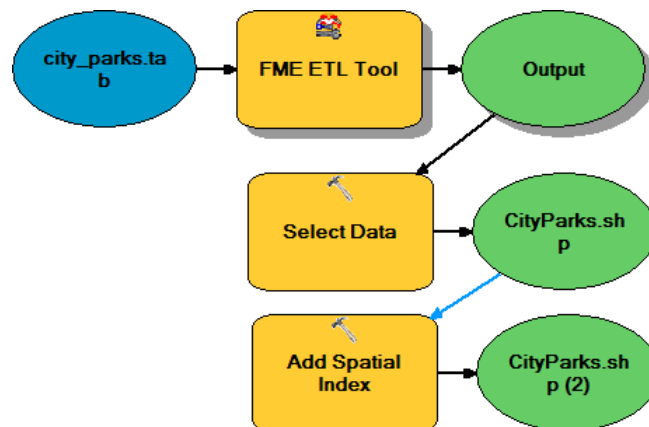 city_parks.ta
b
FME ETL Tool
Output
Select Data
CityParks.sh
p
Add Spatial
Index
CityParks.sh
p (2)